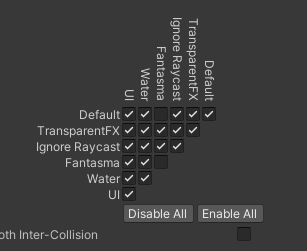 UI
Water
Fantasma
Ignore Raycast
TransparentFX
Default
Default
TransparentFX
Ignore Raycast
Fantasma
Water
UI
Disable All
Enable All
oth Inter-Collision